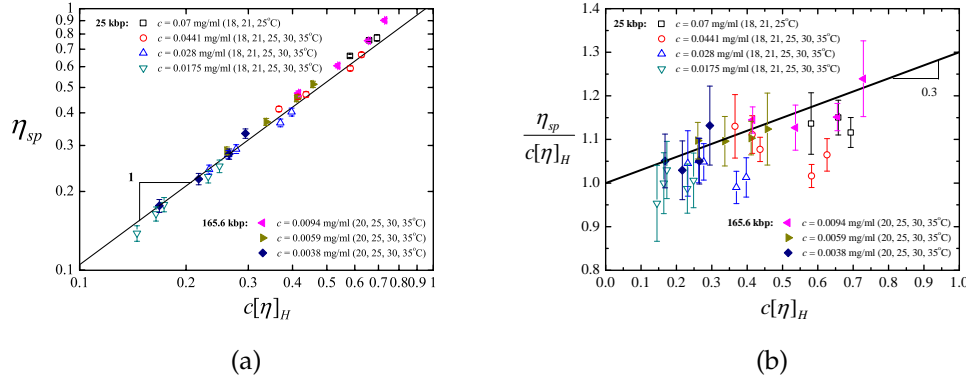 25 kbp:
c = 0.07 mg/ml (18, 21, 25°C)
c = 0.0441 mg/ml (18, 21, 25, 30, 35°C)
c = 0.028 mg/ml (18, 21, 25, 30, 35°C)
c = 0.0175 mg/ml (18, 21, 25, 30, 35°C)
0.9
0.8
0.7
0.6
0.5
0.4
0.3
0.2
0.1
η_sp
1
165.6 kbp:
c = 0.0094 mg/ml (20, 25, 30, 35°C)
c = 0.0059 mg/ml (20, 25, 30, 35°C)
c = 0.0038 mg/ml (20, 25, 30, 35°C)
0.1 0.2 0.3 0.4 0.5 0.6 0.7 0.8 0.9 1
c[η]_H
(a)
25 kbp:
c = 0.07 mg/ml (18, 21, 25°C)
c = 0.0441 mg/ml (18, 21, 25, 30, 35°C)
c = 0.028 mg/ml (18, 21, 25, 30, 35°C)
c = 0.0175 mg/ml (18, 21, 25, 30, 35°C)
1.4
1.3
1.2
1.1
1.0
0.9
0.8
η_sp
c[η]_H
0.3
165.6 kbp:
c = 0.0094 mg/ml (20, 25, 30, 35°C)
c = 0.0059 mg/ml (20, 25, 30, 35°C)
c = 0.0038 mg/ml (20, 25, 30, 35°C)
0.0 0.1 0.2 0.3 0.4 0.5 0.6 0.7 0.8 0.9 1.0
c[η]_H
(b)